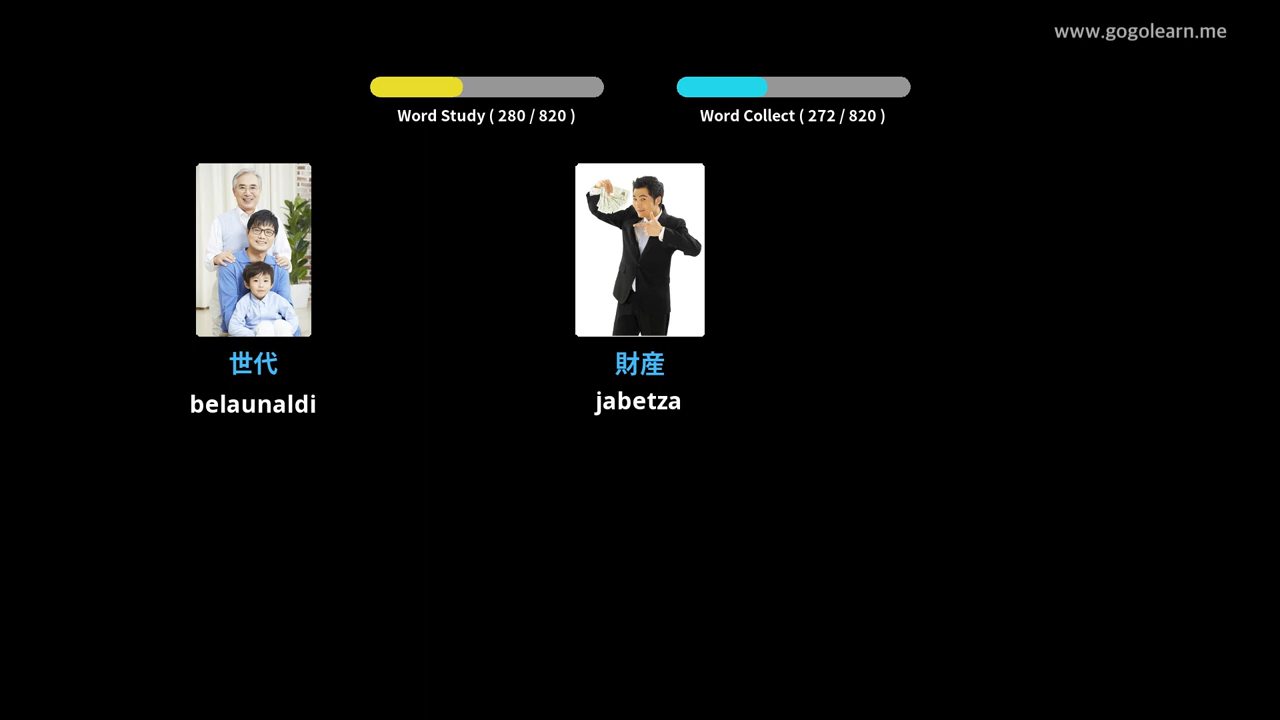 www.gogolearn.me
Word Study ( 280 / 820 )
Word Collect ( 272 / 820 )
世代
belaunaldi
財産
jabetza